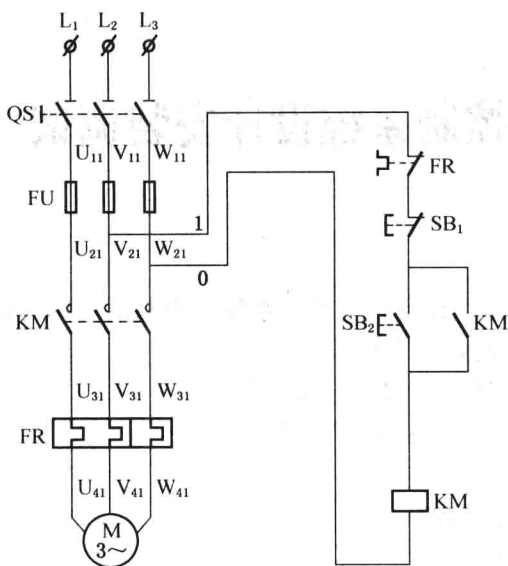 L₁ L₂ L₃
QS
U₁₁ V₁₁ W₁₁
FR
FU
SB₁
1
U₂₁ V₂₁ W₂₁
0
KM
SB₂
KM
U₃₁ V₃₁ W₃₁
FR
U₄₁ V₄₁ W₄₁
KM
M
3~